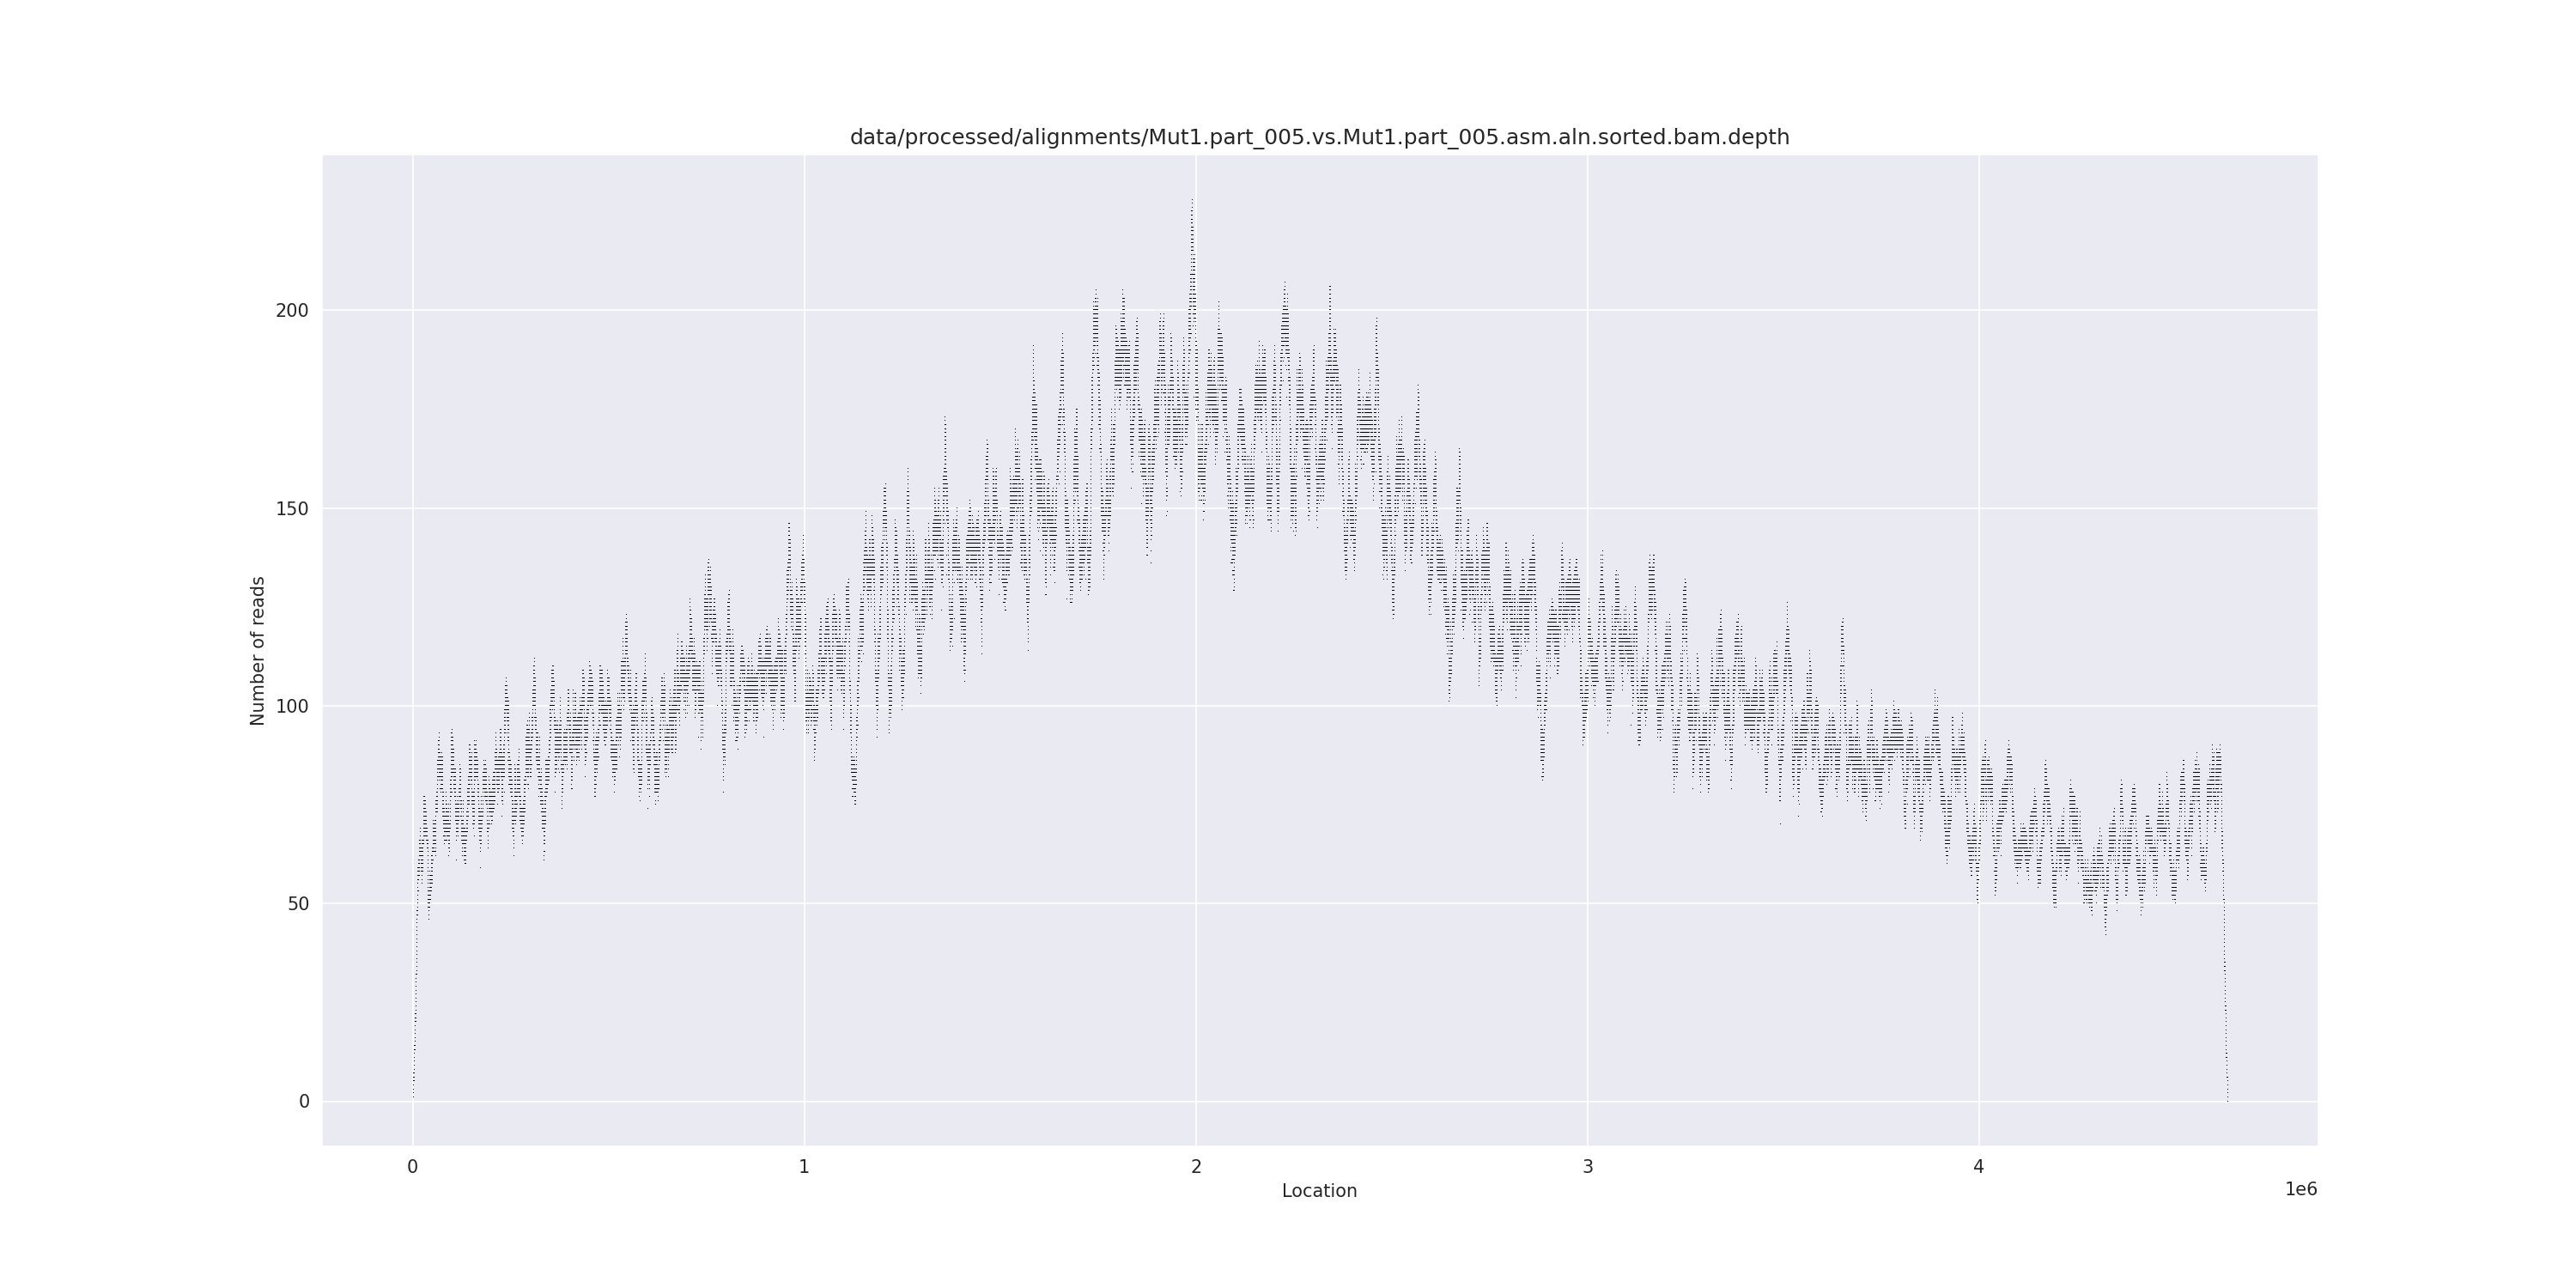 data/processed/alignments/Mut1.part_005.vs.Mut1.part_005.asm.aln.sorted.bam.depth
Number of reads
200
150
100
50
0
0 1 2 3 4
Location
1e6